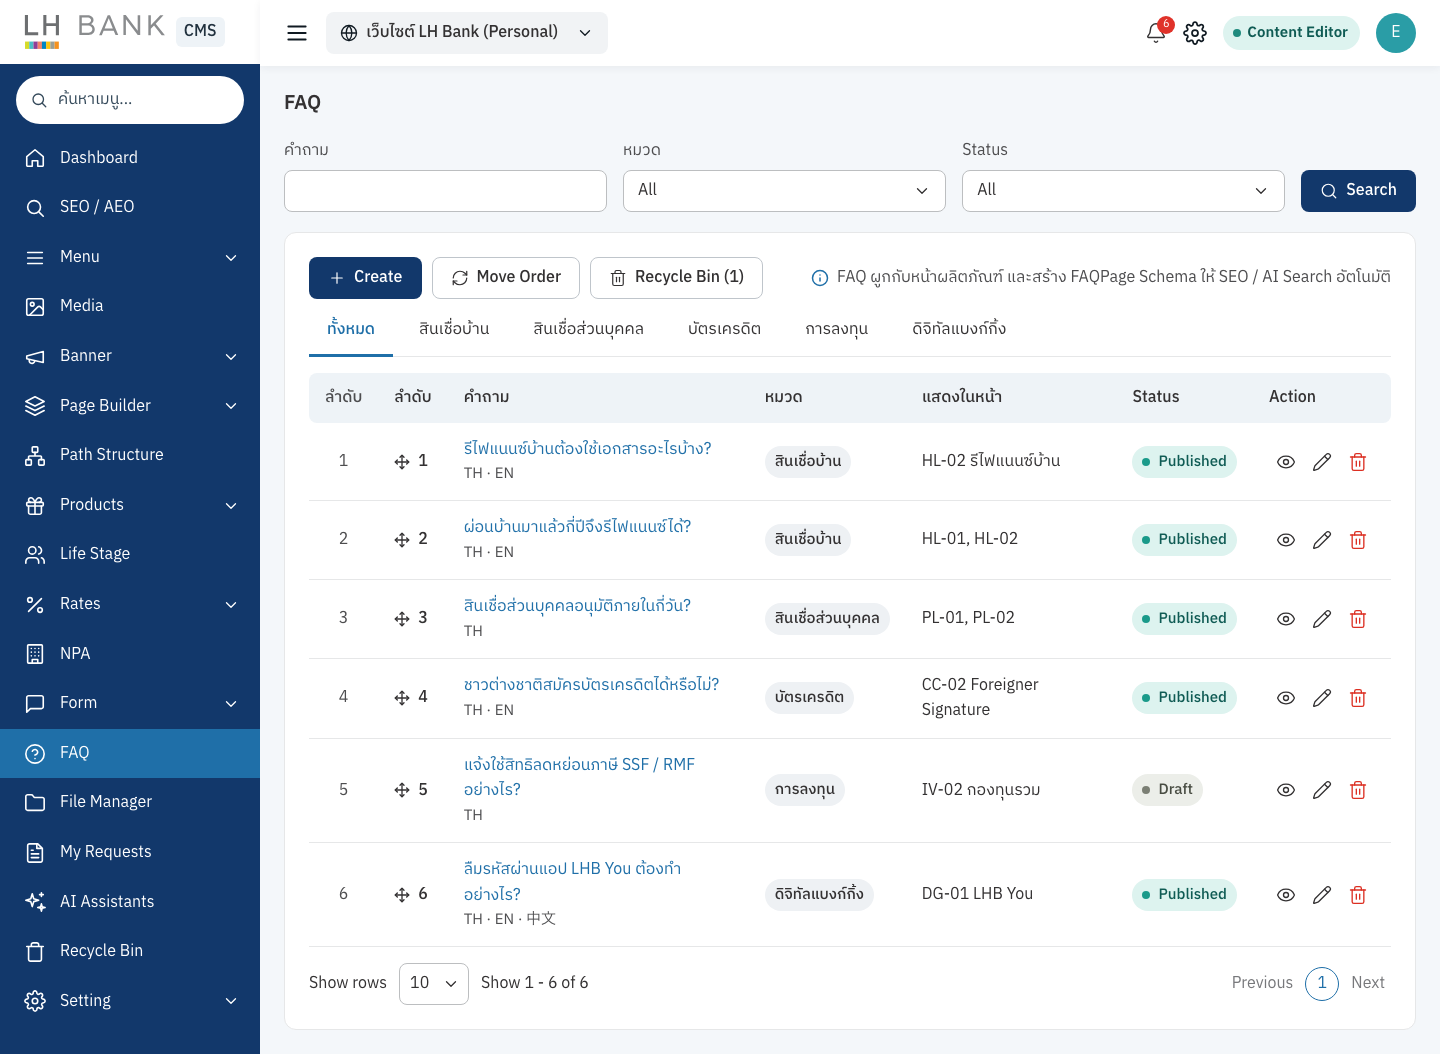 LH BANK CMS
เว็บไซต์ LH Bank (Personal)
6
Content Editor
E
ค้นหาเมนู...
Dashboard
SEO / AEO
Menu
Media
Banner
Page Builder
Path Structure
Products
Life Stage
Rates
NPA
Form
FAQ
File Manager
My Requests
AI Assistants
Recycle Bin
Setting
FAQ
คำถาม
หมวด
Status
All
All
Search
Create
Move Order
Recycle Bin (1)
FAQ ผูกกับหน้าผลิตภัณฑ์ และสร้าง FAQPage Schema ให้ SEO / AI Search อัตโนมัติ
ทั้งหมด
สินเชื่อบ้าน
สินเชื่อส่วนบุคคล
บัตรเครดิต
การลงทุน
ดิจิทัลแบงก์กิ้ง
ลำดับ ลำดับ คำถาม หมวด แสดงในหน้า Status Action
1 1 รีไฟแนนซ์บ้านต้องใช้เอกสารอะไรบ้าง? สินเชื่อบ้าน HL-02 รีไฟแนนซ์บ้าน Published
TH · EN
2 2 ผ่อนบ้านมาแล้วกี่ปีจึงรีไฟแนนซ์ได้? สินเชื่อบ้าน HL-01, HL-02 Published
TH · EN
3 3 สินเชื่อส่วนบุคคลอนุมัติภายในกี่วัน? สินเชื่อส่วนบุคคล PL-01, PL-02 Published
TH
4 4 ชาวต่างชาติสมัครบัตรเครดิตได้หรือไม่? บัตรเครดิต CC-02 Foreigner Published
TH · EN Signature
แจ้งใช้สิทธิลดหย่อนภาษี SSF / RMF
5 5 อย่างไร? การลงทุน IV-02 กองทุนรวม Draft
TH
ลืมรหัสผ่านแอป LHB You ต้องทำ
6 6 อย่างไร? ดิจิทัลแบงก์กิ้ง DG-01 LHB You Published
TH · EN · 中文
Show rows 10 Show 1 - 6 of 6
Previous 1 Next